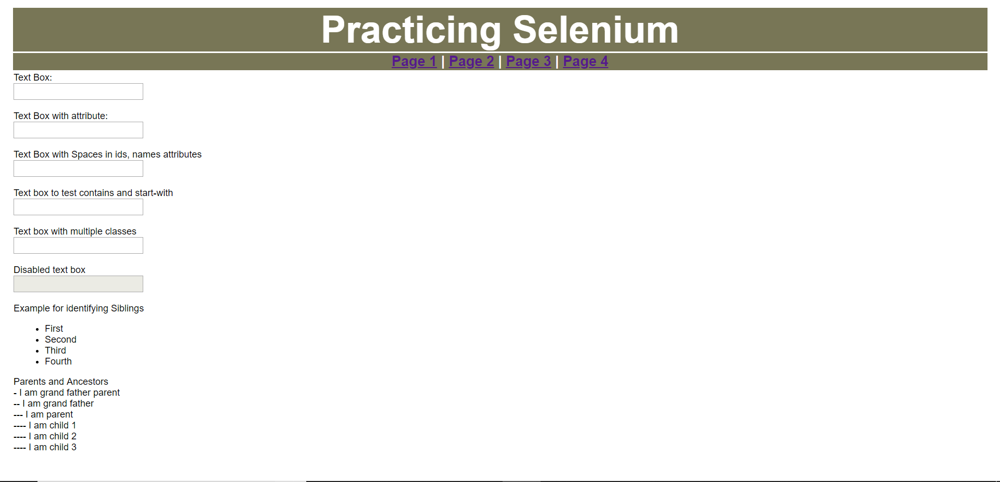 Practicing Selenium
Page 1 | Page 2 | Page 3 | Page 4
Text Box:
Text Box with attribute:
Text Box with Spaces in ids, names attributes
Text box to test contains and start-with
Text box with multiple classes
Disabled text box
Example for identifying Siblings
• First
• Second
• Third
• Fourth
Parents and Ancestors
- I am grand father parent
-- I am grand father
--- I am parent
---- I am child 1
---- I am child 2
---- I am child 3